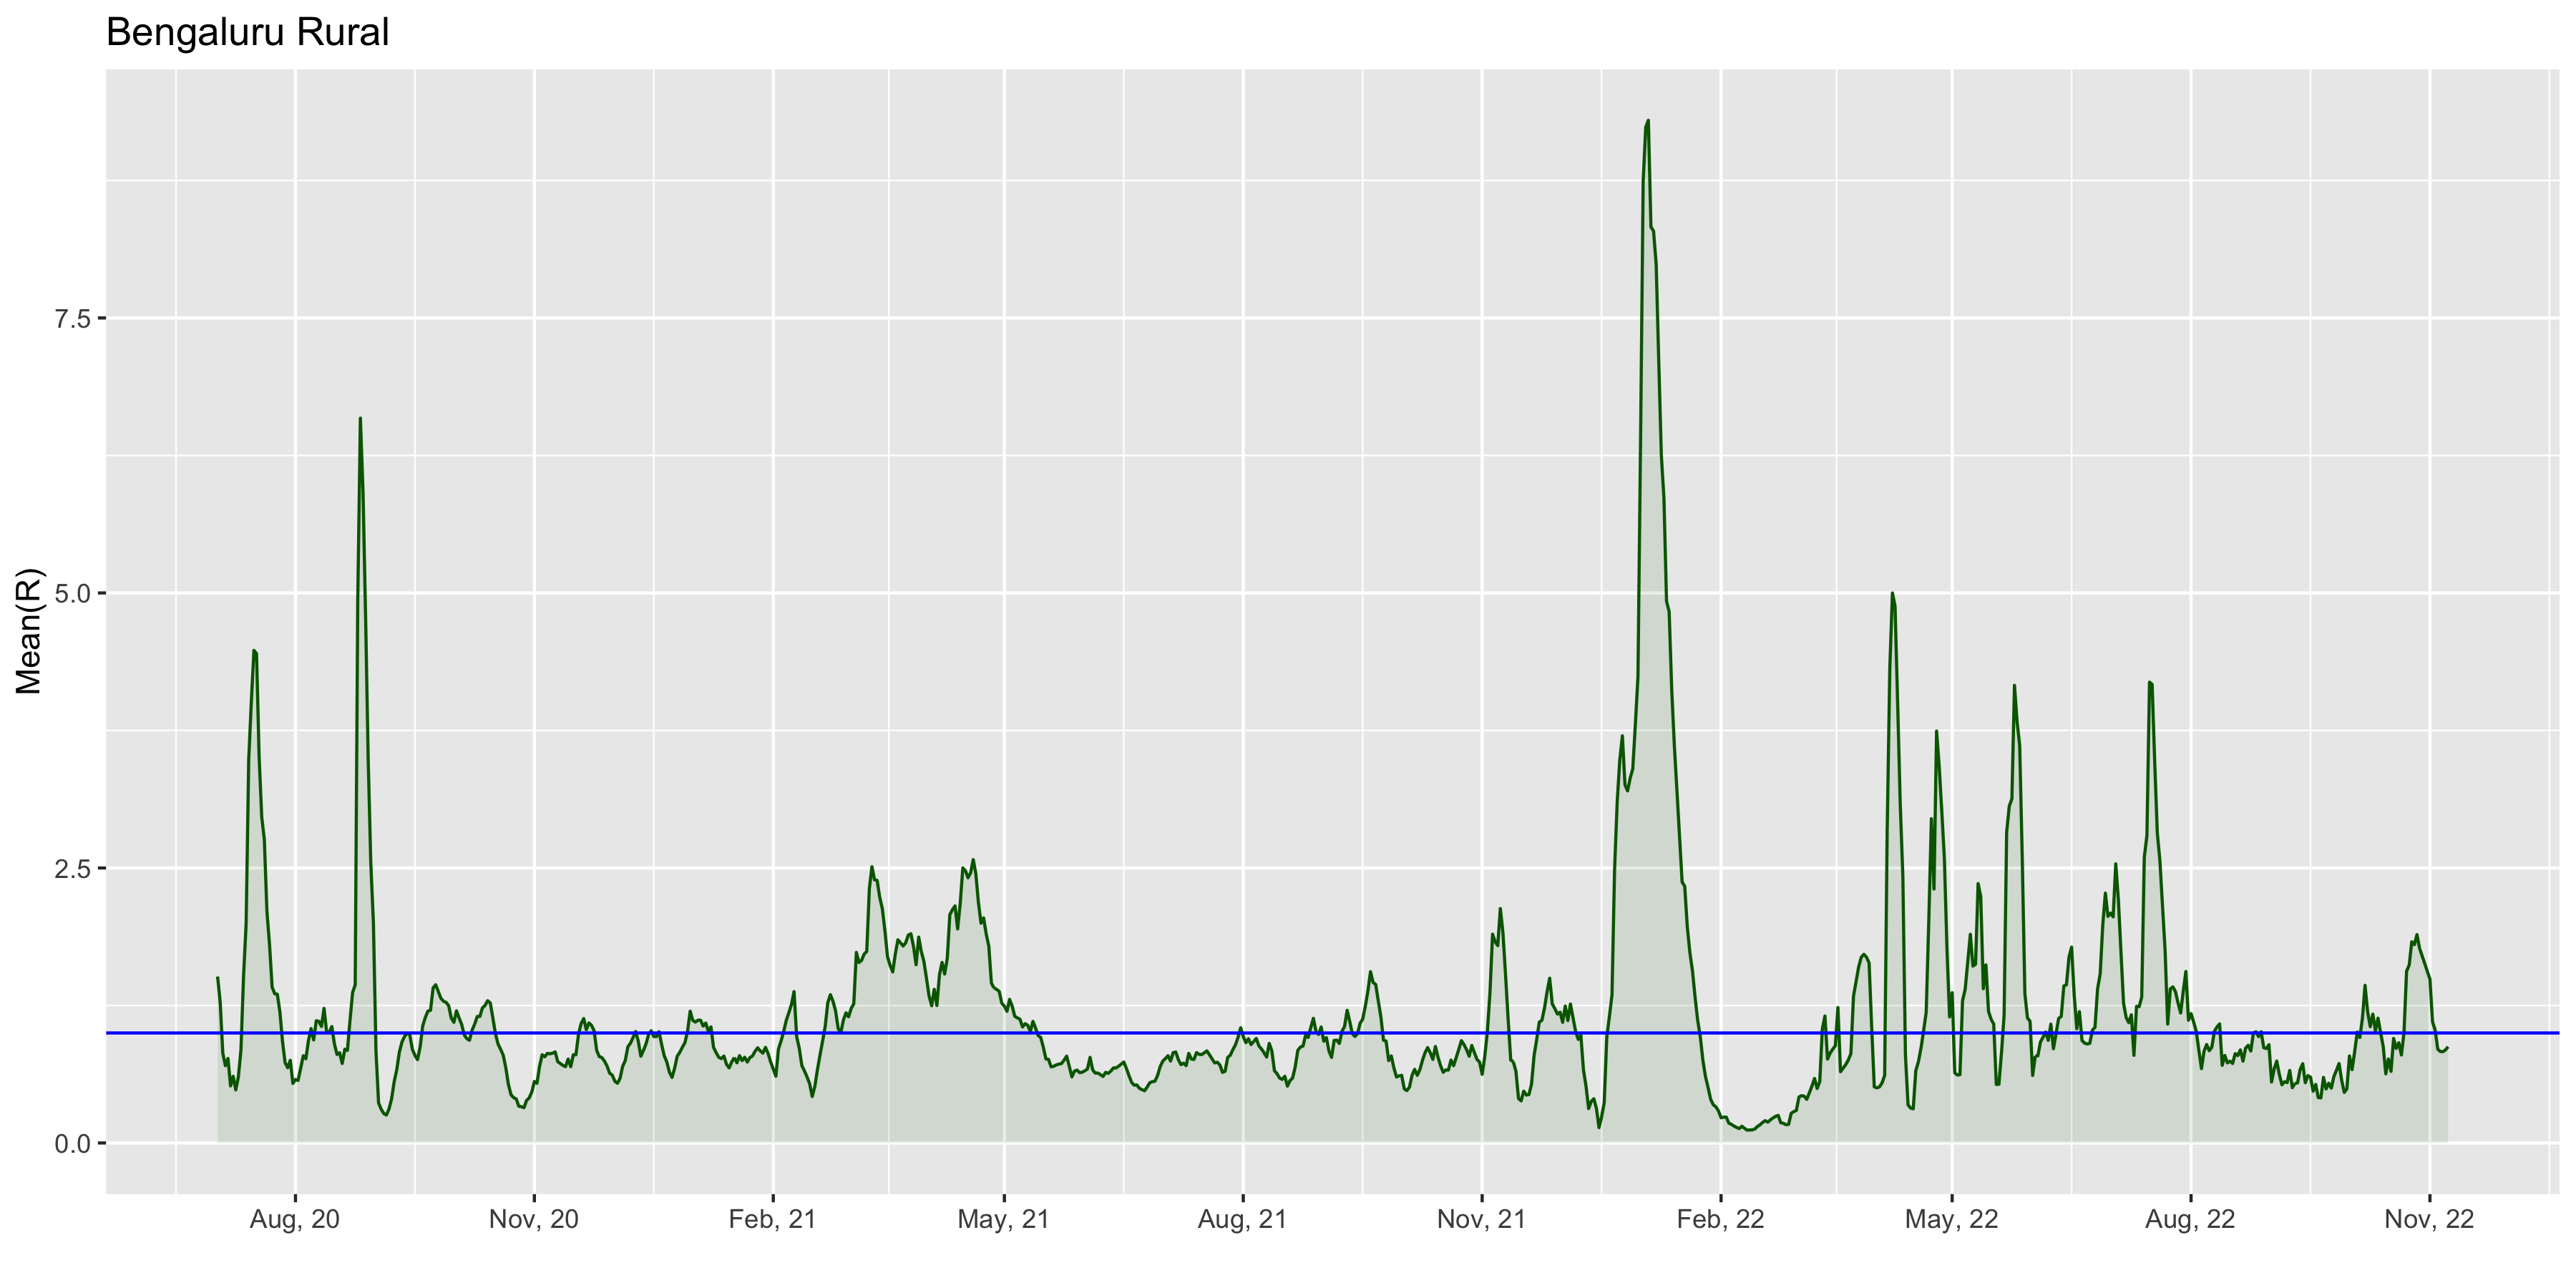 Bengaluru Rural
Mean(R)
7.5
5.0
2.5
0.0
Aug, 20 Nov, 20 Feb, 21 May, 21 Aug, 21 Nov, 21 Feb, 22 May, 22 Aug, 22 Nov, 22